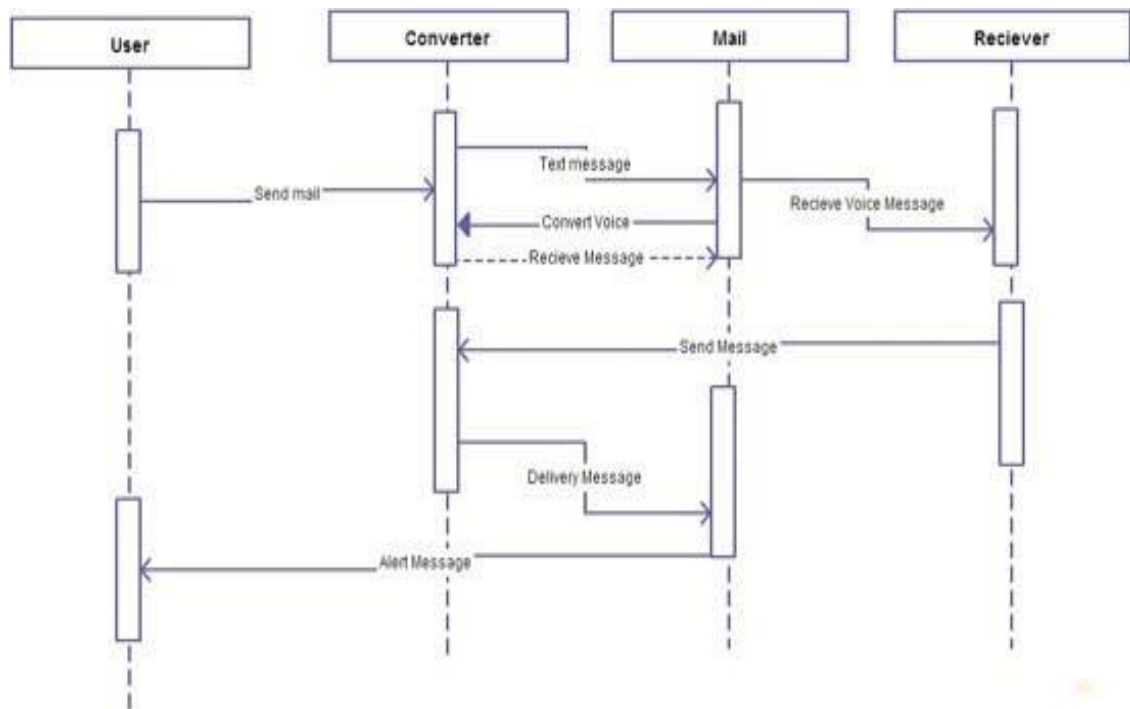 User
Converter
Mail
Reciever
Text message
Send mail
Recieve Voice Message
Convert Voice
Recieve Message
Send Message
Delivery Message
Alert Message